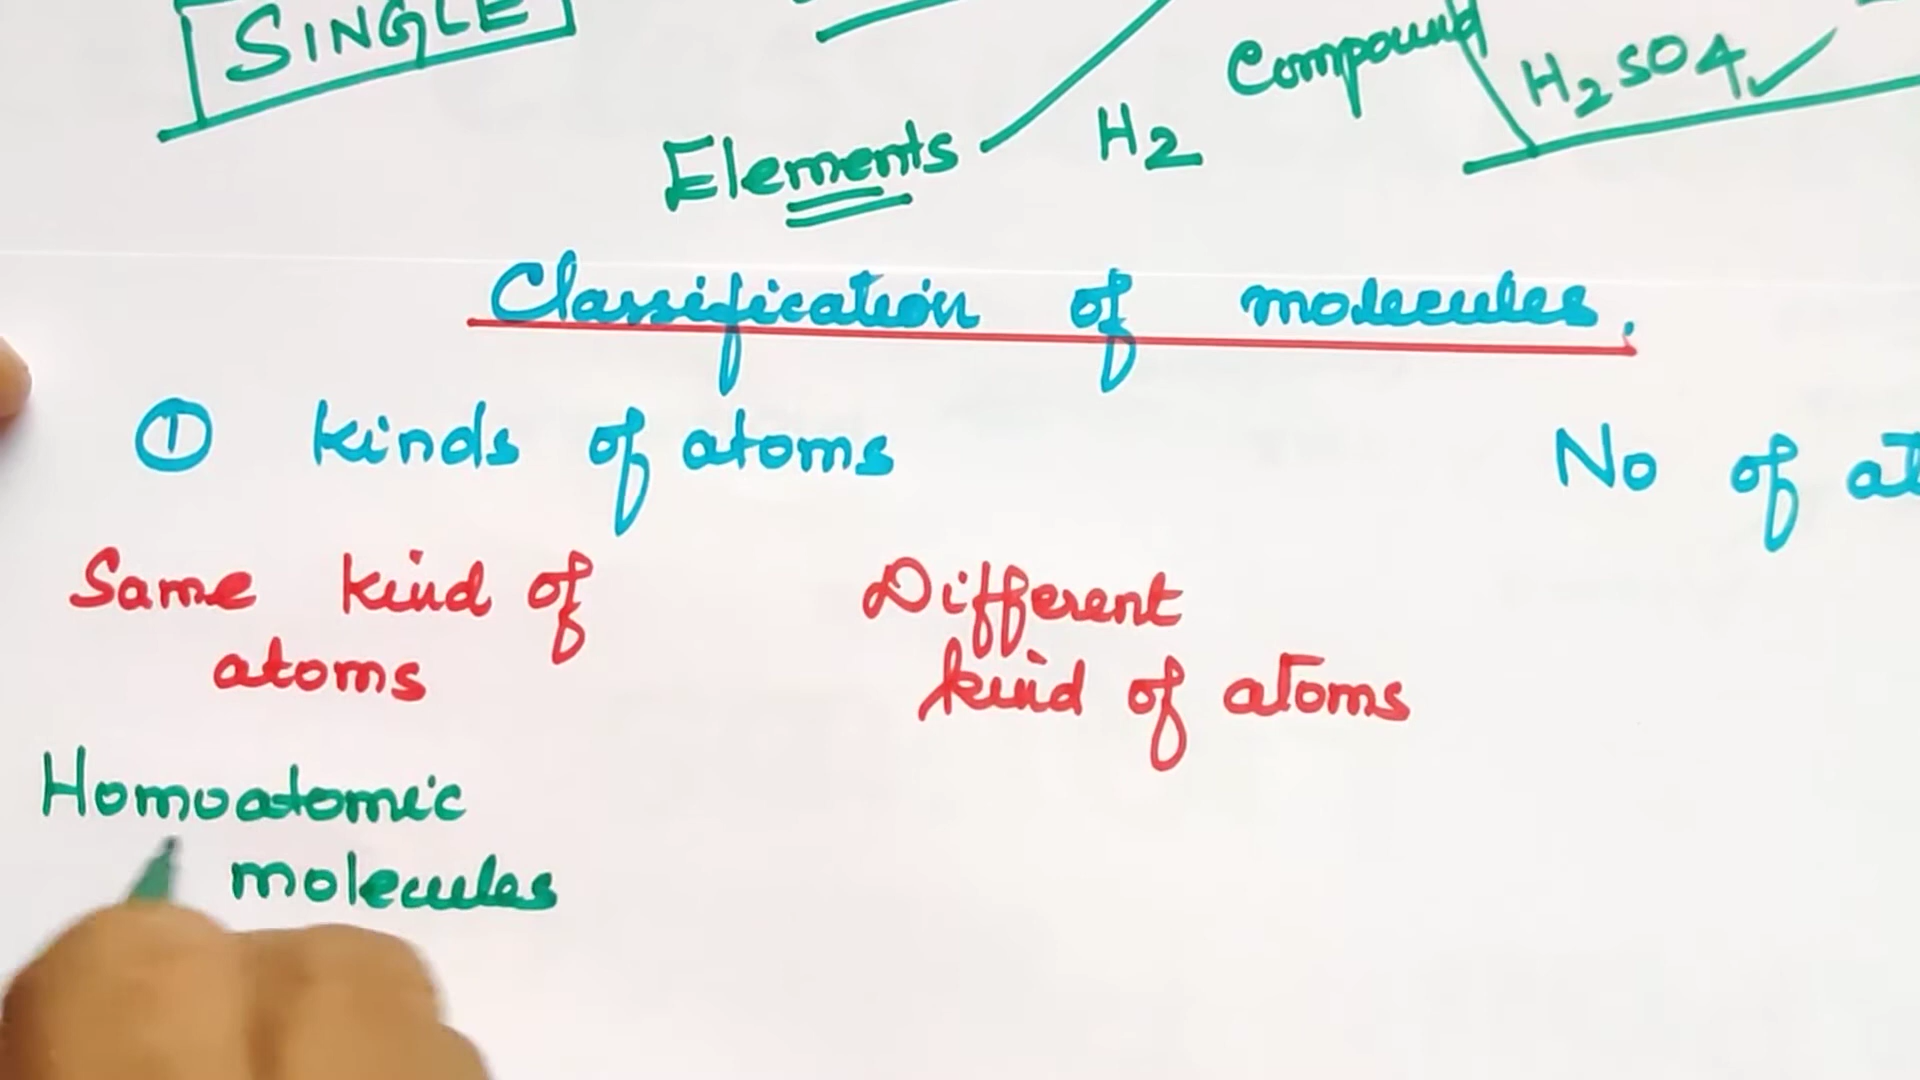 SINGLE
Compound
H2SO4
Elements
H2
Classification of molecules.
1 kinds of atoms
No of at
Same kind of
atoms
Different
kind of atoms
Homoatomic
molecules